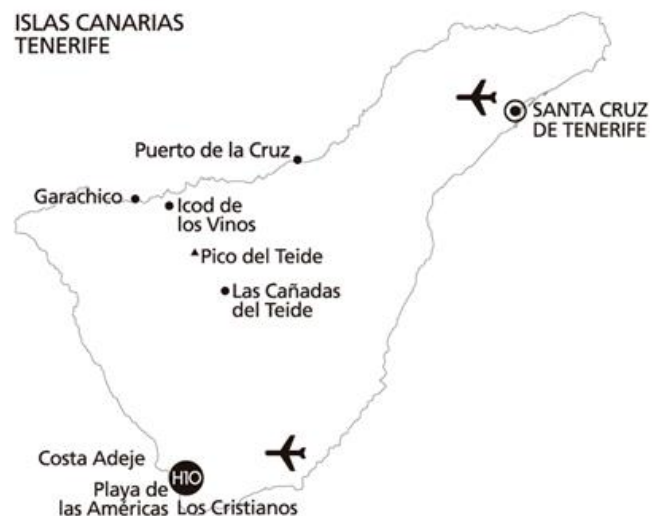 ISLAS CANARIAS
TENERIFE
SANTA CRUZ
DE TENERIFE
Puerto de la Cruz
Garachico
Icod de
los Vinos
Pico del Teide
Las Cañadas
del Teide
Costa Adeje
H10
Playa de
las Américas
Los Cristianos